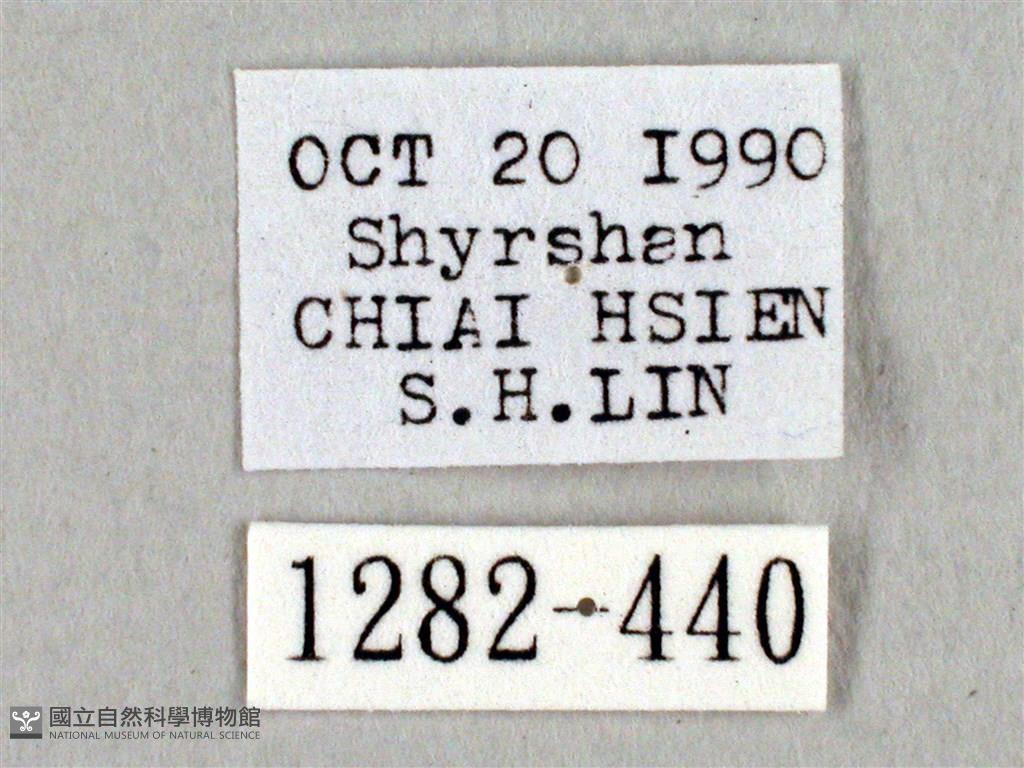 OCT 20 1990
Shyrshan
CHIAI HSIEN
S.H.LIN
1282-440
國立自然科學博物館
NATIONAL MUSEUM OF NATURAL SCIENCE